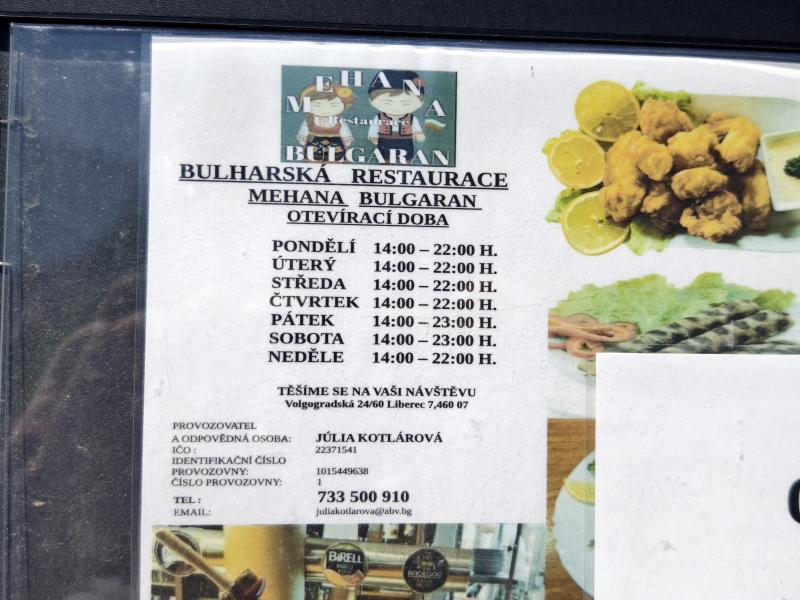 MEHANA
Restaurace
BULGARAN
BULHARSKÁ RESTAURACE
MEHANA BULGARAN
OTEVÍRACÍ DOBA
PONDĚLÍ 14:00 – 22:00 H.
ÚTERÝ 14:00 – 22:00 H.
STŘEDA 14:00 – 22:00 H.
ČTVRTEK 14:00 – 22:00 H.
PÁTEK 14:00 – 23:00 H.
SOBOTA 14:00 – 23:00 H.
NEDĚLE 14:00 – 22:00 H.
TĚŠÍME SE NA VAŠI NÁVŠTĚVU
Volgogradská 24/60 Liberec 7,460 07
PROVOZOVATEL
A ODPOVĚDNÁ OSOBA: JÚLIA KOTLÁROVÁ
IČO : 22371541
IDENTIFIKAČNÍ ČÍSLO
PROVOZOVNY: 1015449638
ČÍSLO PROVOZOVNY: 1
TEL : 733 500 910
EMAIL: juliakotlarova@abv.bg
BiRELL
RADEGAST